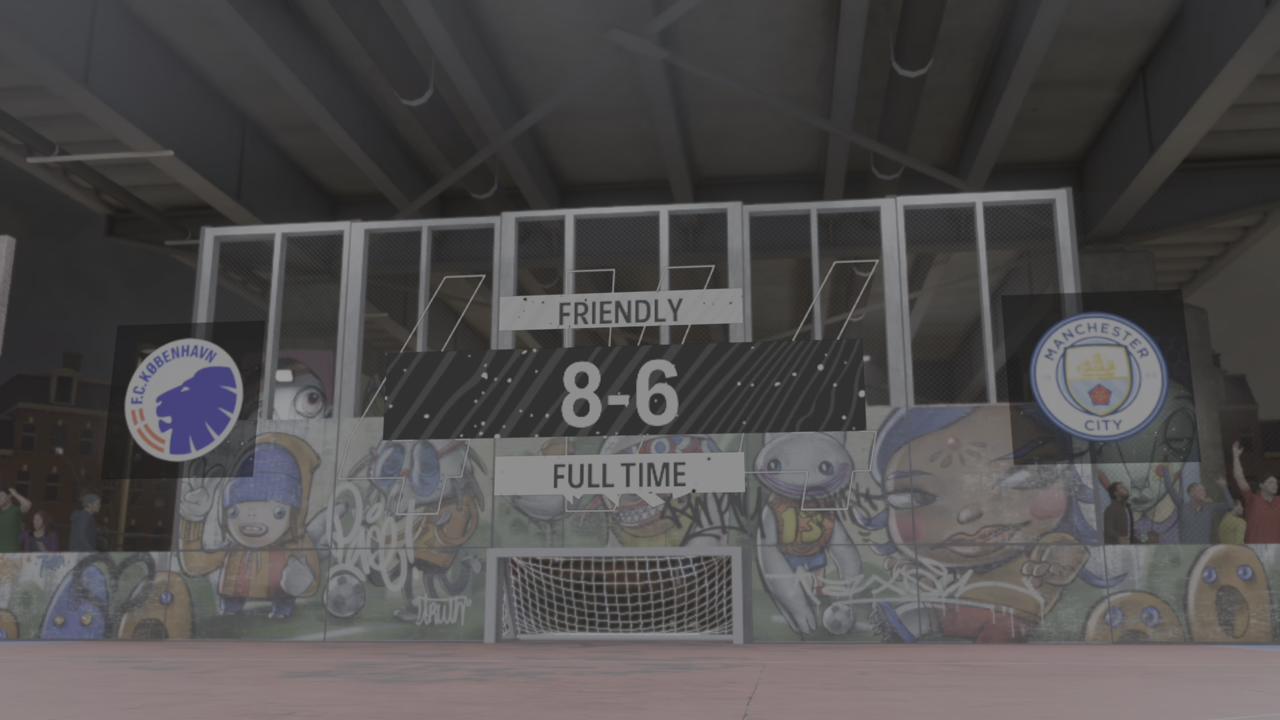 FRIENDLY
F.C. KØBENHAVN
8-6
MANCHESTER
CITY
FULL TIME